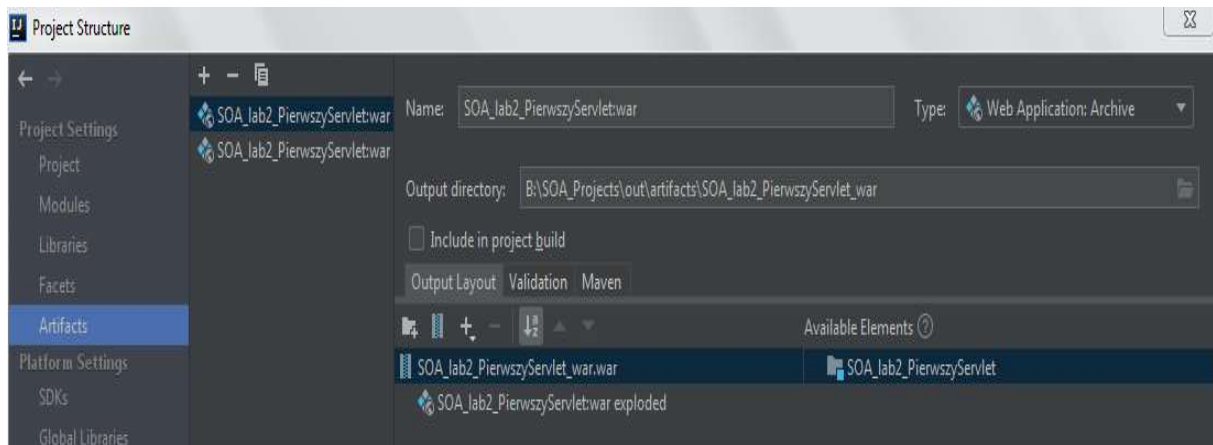 Project Structure
Project Settings
Project
Modules
Libraries
Facets
Artifacts
Platform Settings
SDKs
Global Libraries
SOA_lab2_PierwszyServlet:war
SOA_lab2_PierwszyServlet:war
Name: SOA_lab2_PierwszyServlet:war Type: Web Application: Archive
Output directory: B:\SOA_Projects\out\artifacts\SOA_lab2_PierwszyServlet_war
Include in project build
Output Layout Validation Maven
Available Elements ?
SOA_lab2_PierwszyServlet_war.war
SOA_lab2_PierwszyServlet:war exploded
SOA_lab2_PierwszyServlet